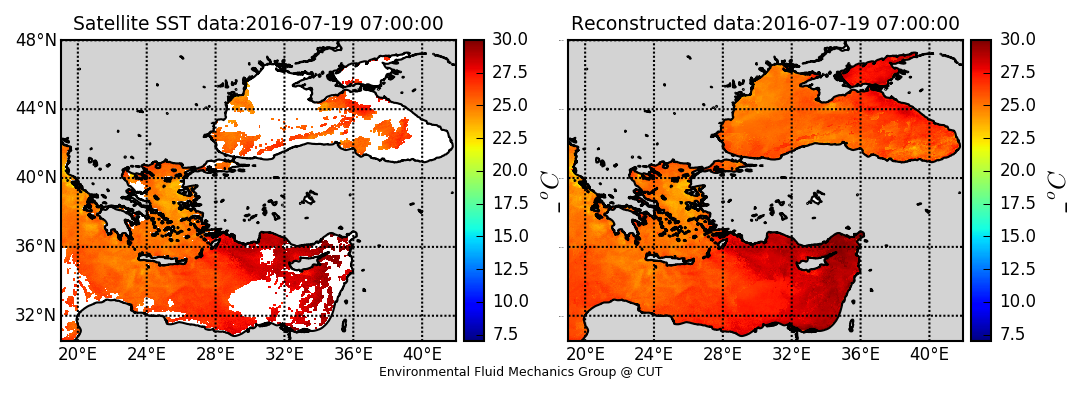 Satellite SST data:2016-07-19 07:00:00
48°N
44°N
40°N
36°N
32°N
20°E 24°E 28°E 32°E 36°E 40°E
30.0
27.5
25.0
22.5
20.0
17.5
15.0
12.5
10.0
7.5
_ °C
Reconstructed data:2016-07-19 07:00:00
20°E 24°E 28°E 32°E 36°E 40°E
30.0
27.5
25.0
22.5
20.0
17.5
15.0
12.5
10.0
7.5
_ °C
Environmental Fluid Mechanics Group @ CUT